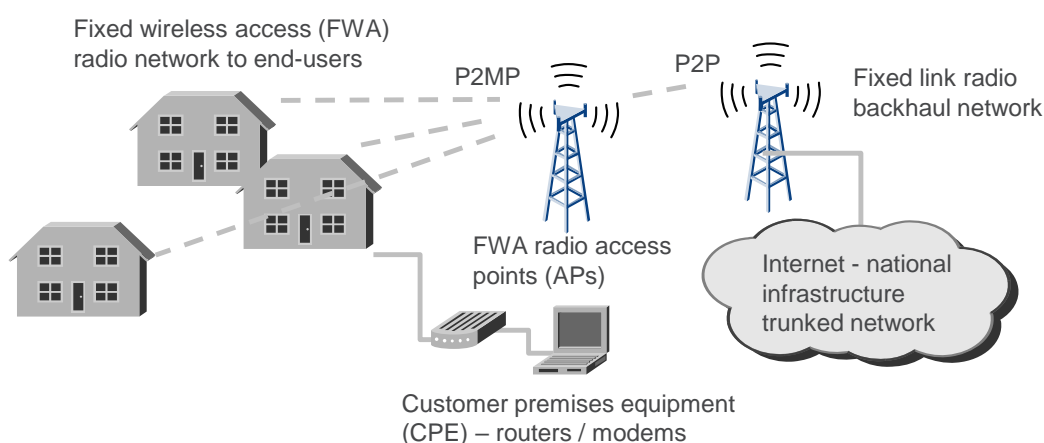 Fixed wireless access (FWA)
radio network to end-users
P2MP
P2P
Fixed link radio
backhaul network
FWA radio access
points (APs)
Internet - national
infrastructure
trunked network
Customer premises equipment
(CPE) – routers / modems